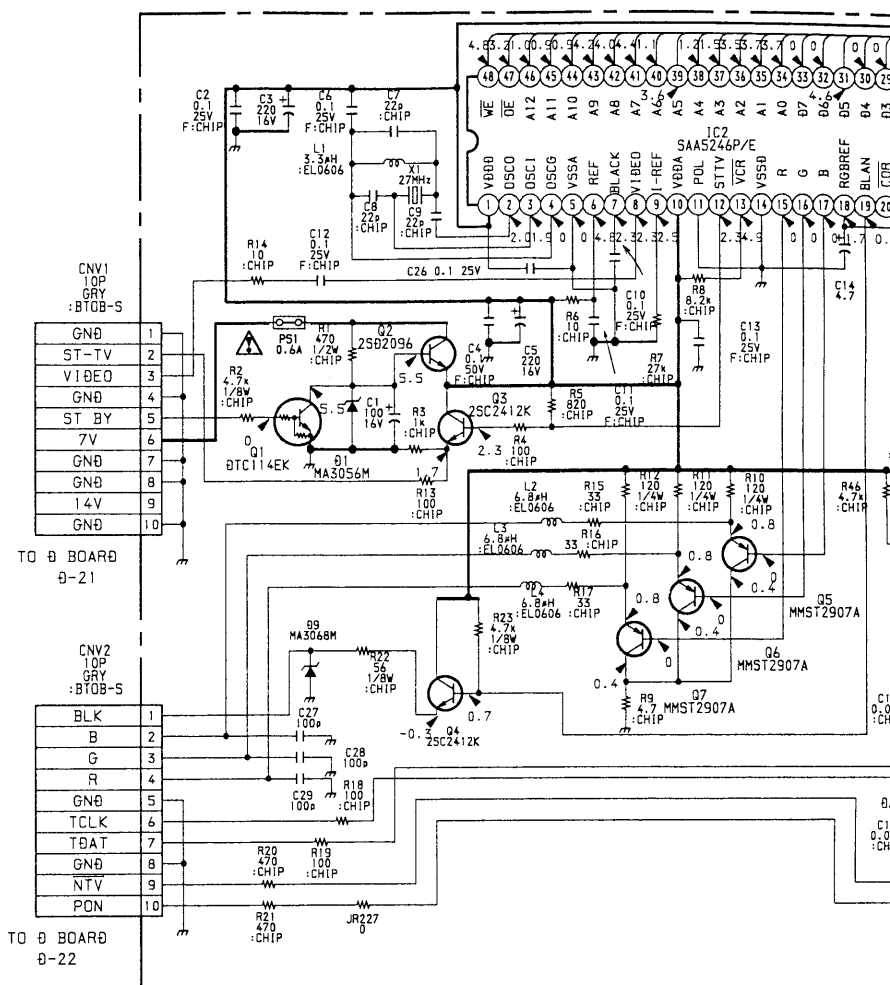 4.8 3.2 1.0 0.9 0.9 4.2 4.0 4.4 1.1 1.2 1.5 3.5 3.7 3.7 0 0 0 0
48 47 46 45 44 43 42 41 40 39 38 37 36 35 34 33 32 31 30 29
3.6 4.6
WE OE A12 A11 A10 A9 A8 A7 A6 A5 A4 A3 A2 A1 A0 D7 D6 D5 D4 D3
IC2
SAA5246P/E
VDDD OSCO OSCI OSCG VSSA REF BLACK VIDEO I-REF VDDA POL STTV VCR VSSD R G B RGBREF BLAN COR
1 2 3 4 5 6 7 8 9 10 11 12 13 14 15 16 17 18 19 20
2.0 1.9 0 4.8 2.3 2.3 2.5 2.3 4.9 0 0 0 0 1.7 0.
C2
0.1
25V
F:CHIP
C3
220
16V
C6
0.1
25V
F:CHIP
C7
22p
:CHIP
L1
3.3µH
:EL0606
X1
27MHz
C8
22p
:CHIP
C9
22p
:CHIP
R14
10
:CHIP
C12
0.1
25V
F:CHIP
C26 0.1 25V
R6
10
:CHIP
C10
0.1
25V
F:CHIP
R8
8.2k
:CHIP
C14
4.7
C13
0.1
25V
F:CHIP
R7
27k
:CHIP
C11
0.1
25V
F:CHIP
C4
0.1
50V
F:CHIP
C5
220
16V
CNV1
10P
GRY
:BTOB-S
GND 1
ST-TV 2
VIDEO 3
GND 4
ST BY 5
7V 6
GND 7
GND 8
14V 9
GND 10
TO D BOARD
D-21
PS1
0.6A
R1
470
1/2W
:CHIP
Q2
2SD2096
5.5
R2
4.7k
1/8W
:CHIP
0
5.5
C1
100
16V
R3
1k
:CHIP
Q3
2SC2412K
2.3
R4
100
:CHIP
R5
820
:CHIP
Q1
DTC114EK
D1
MA3056M
1.7
R13
100
:CHIP
L2
6.8µH
:EL0606
R15
33
:CHIP
L3
6.8µH
:EL0606
R16
33 :CHIP
L4
6.8µH
:EL0606
R17
33
:CHIP
R12
120
1/4W
R11
120
1/4W
R10
120
1/4W
R46
4.7k
:CHIP
0.8
0
0.4
Q5
MMST2907A
0.8
0
0.4
Q6
MMST2907A
0.8
0
0.4
Q7
MMST2907A
R9
4.7
:CHIP
R23
4.7k
1/8W
:CHIP
0.7
-0.3
Q4
2SC2412K
D9
MA3068M
R22
56
1/8W
:CHIP
CNV2
10P
GRY
:BTOB-S
BLK 1
B 2
G 3
R 4
GND 5
TCLK 6
TDAT 7
GND 8
NTV 9
PON 10
TO D BOARD
D-22
C27
100p
C28
100p
C29
100p
R18
100
:CHIP
R19
100
:CHIP
R20
470
:CHIP
R21
470
:CHIP
JR227
0